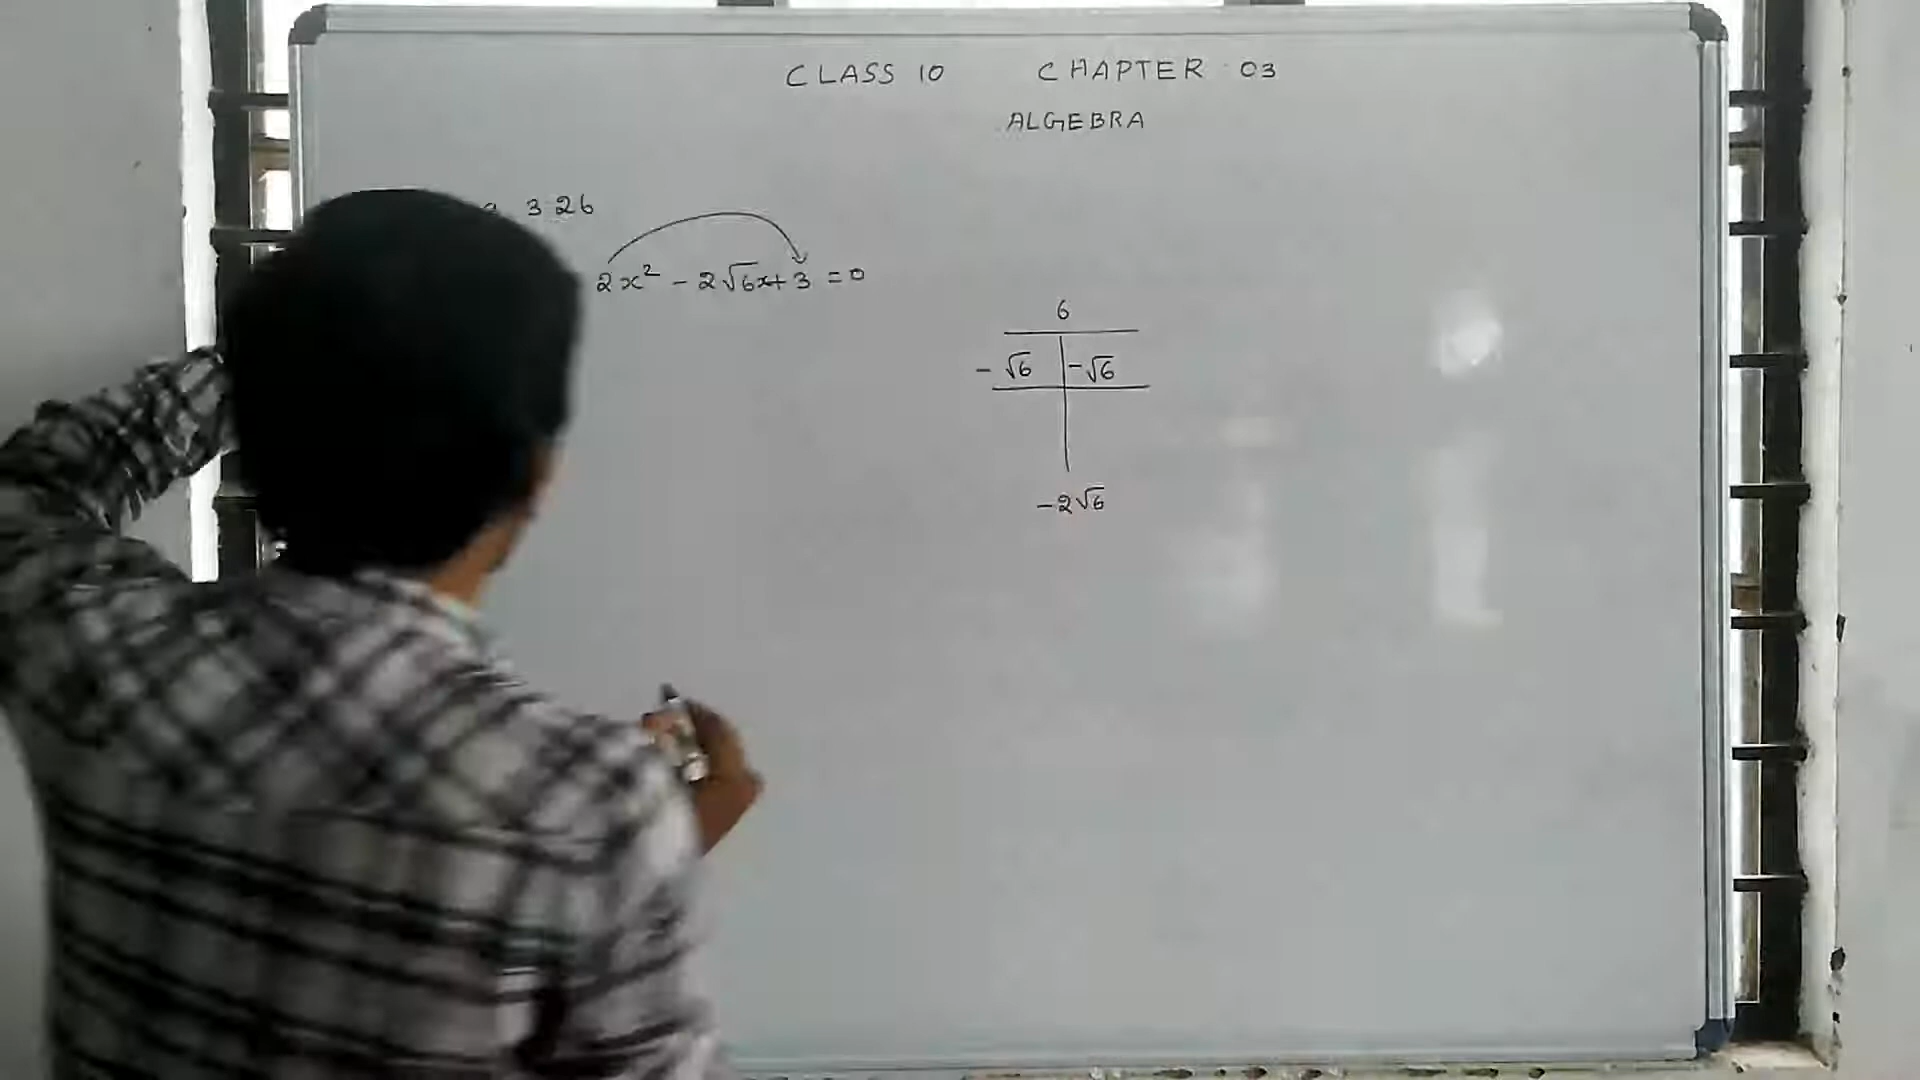 CLASS 10 CHAPTER 03
ALGEBRA
3.26
2x² - 2√6x+3 = 0
6
-√6 -√6
-2√6